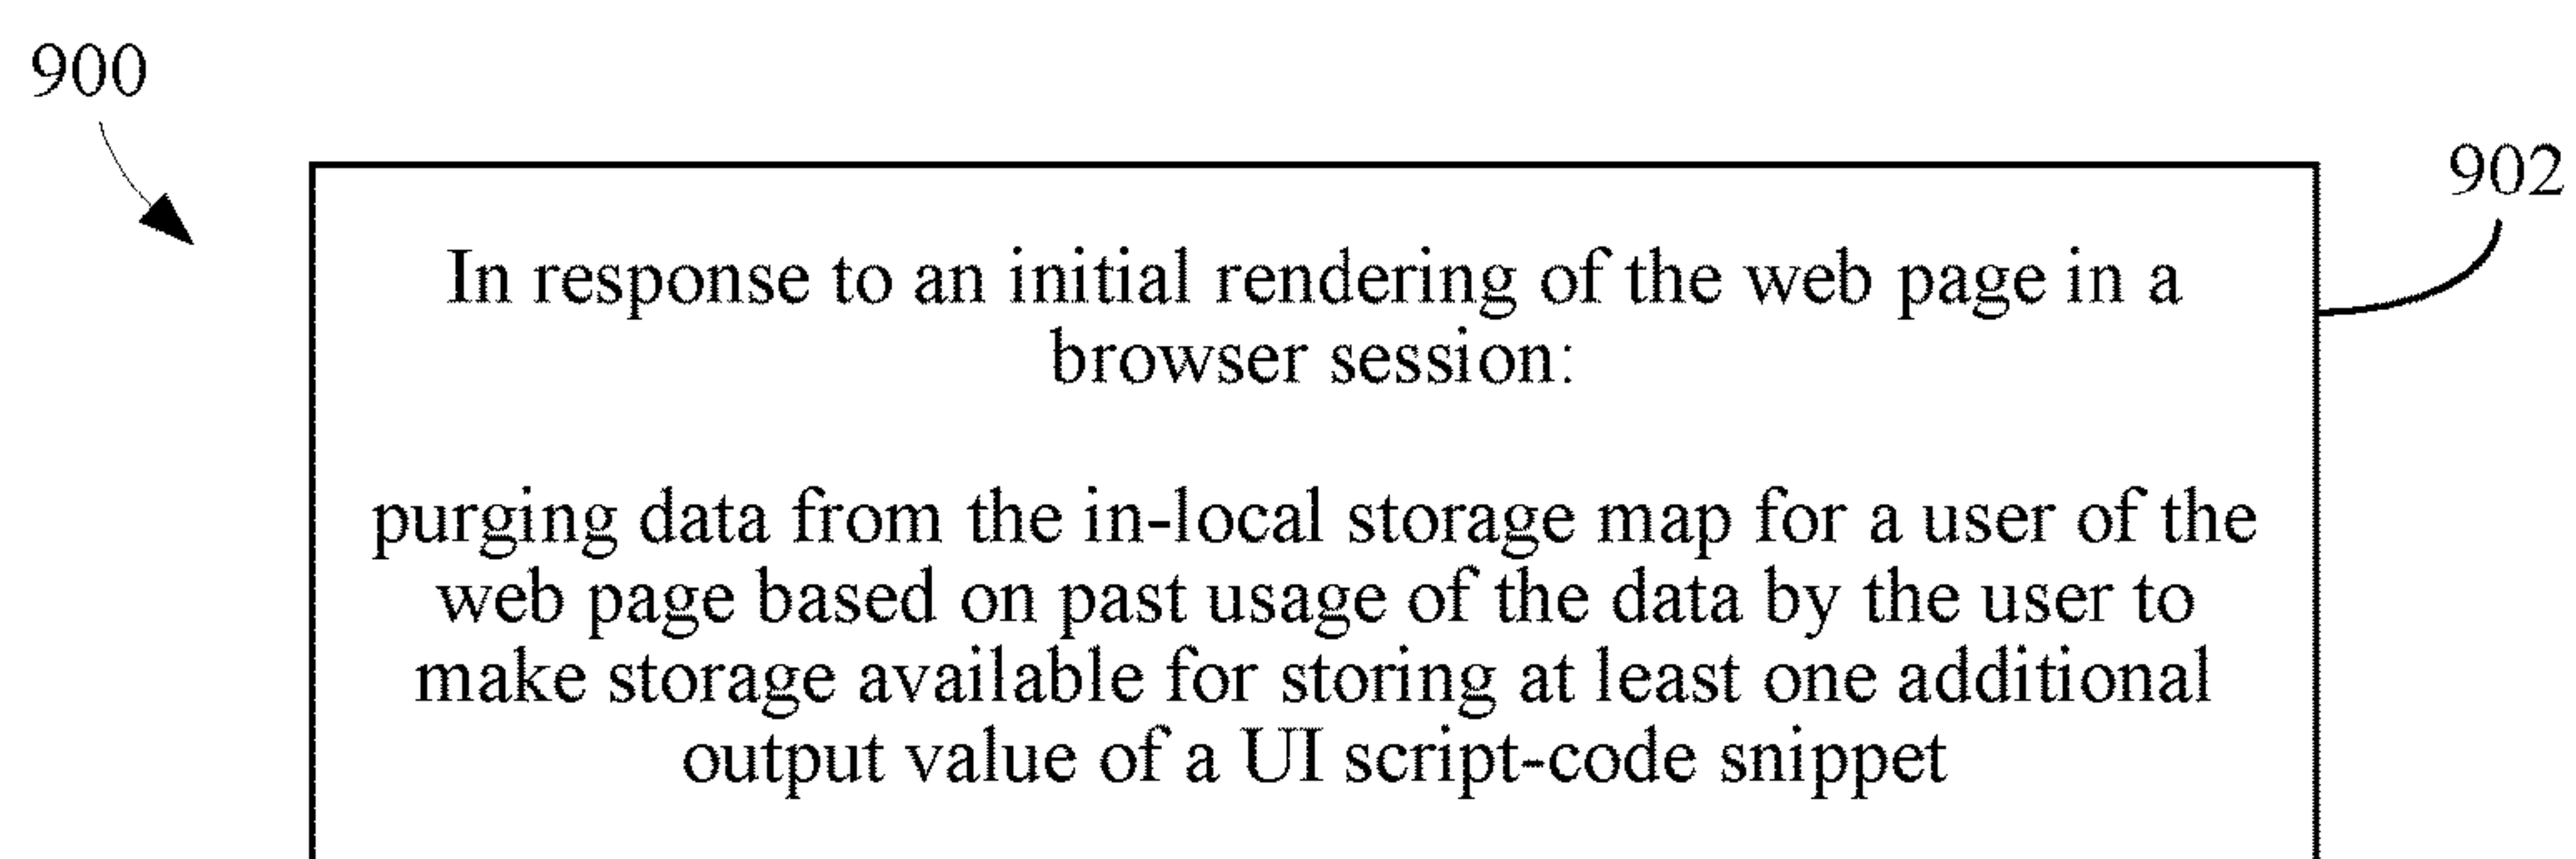 900
902
In response to an initial rendering of the web page in a
browser session:
purging data from the in-local storage map for a user of the
web page based on past usage of the data by the user to
make storage available for storing at least one additional
output value of a UI script-code snippet